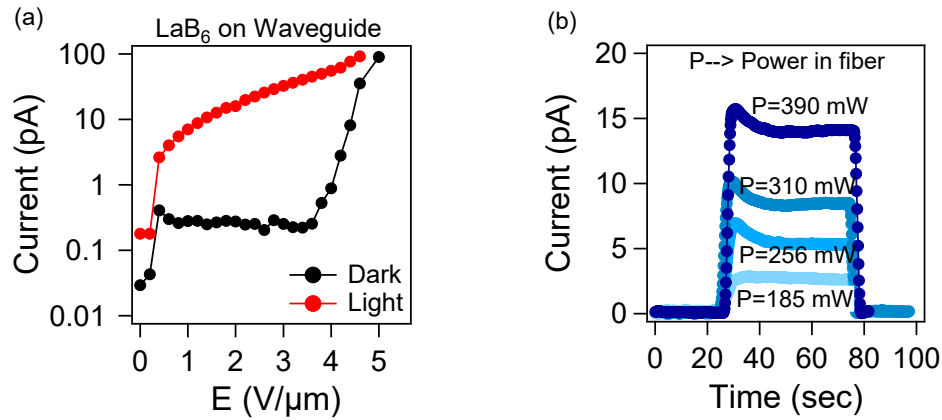 (a)
LaB₆ on Waveguide
100
10
1
0.1
0.01
Current (pA)
Dark
Light
0 1 2 3 4 5
E (V/μm)
(b)
20
15
10
5
0
Current (pA)
P--> Power in fiber
P=390 mW
P=310 mW
P=256 mW
P=185 mW
0 20 40 60 80 100
Time (sec)